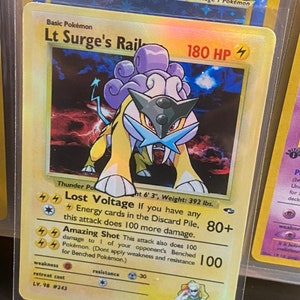 Basic Pokémon
Lt Surge's Rai
180 HP
Thunder Po
t 6' 3", Weight: 392 lbs.
Lost Voltage If you have any
Energy cards in the Discard Pile,
this attack does 100 more damage.
80+
Amazing Shot This attack also does 100
damage to 1 of your opponent's Benched
Pokémon. (Dont apply weakness and resistance
for Benched Pokémon.)
100
weakness
resistance
30
retreat cost
LV. 98 #243